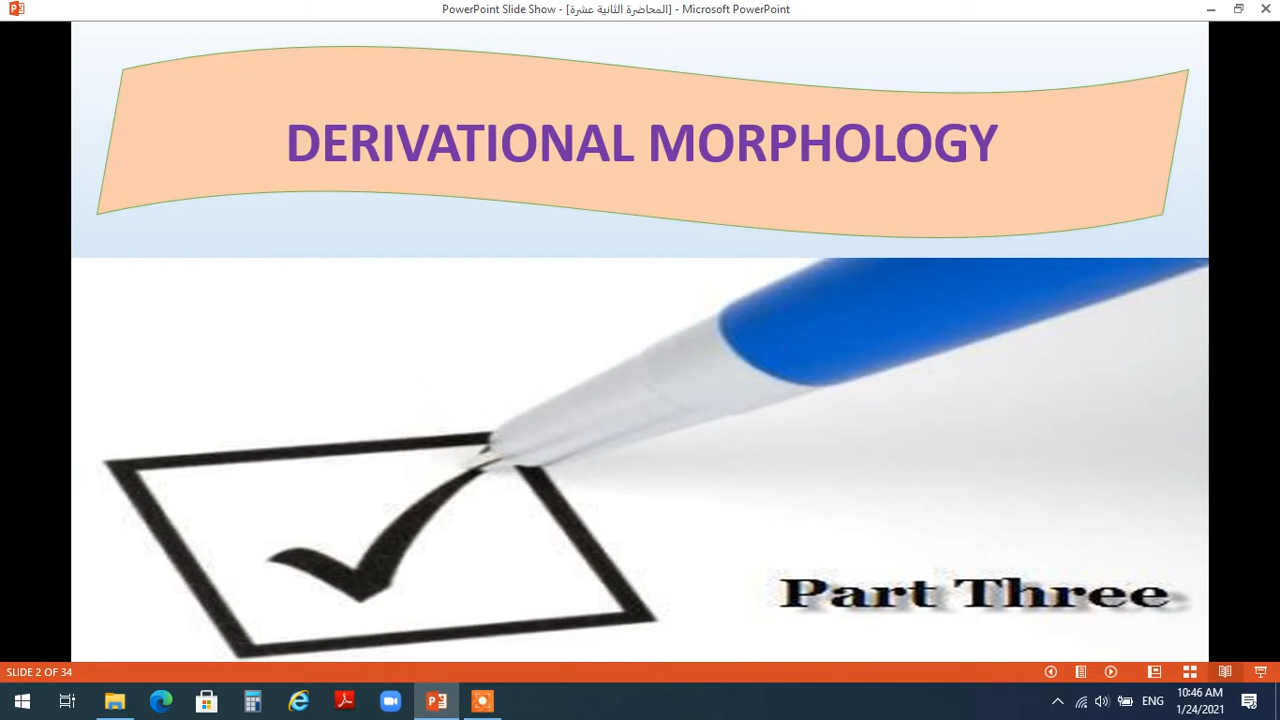 PowerPoint Slide Show - [المحاضرة الثانية عشرة] - Microsoft PowerPoint
DERIVATIONAL MORPHOLOGY
Part Three
SLIDE 2 OF 34
ENG
10:46 AM
1/24/2021